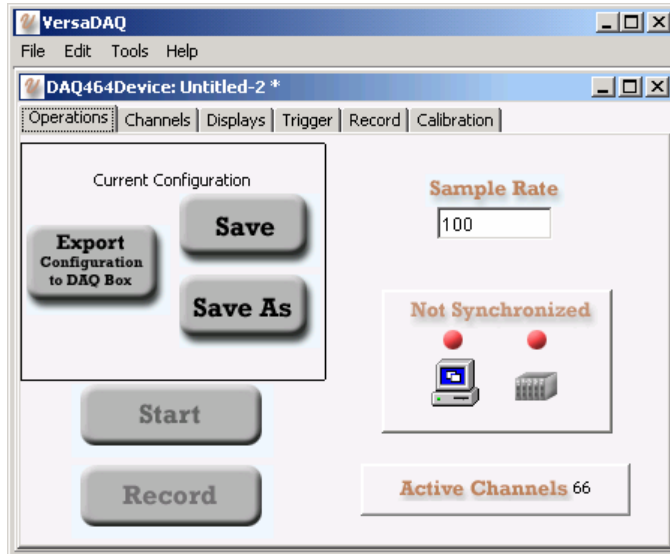 VersaDAQ
File Edit Tools Help
DAQ464Device: Untitled-2 *
Operations Channels Displays Trigger Record Calibration
Current Configuration
Export
Configuration
to DAQ Box
Save
Save As
Start
Record
Sample Rate
100
Not Synchronized
Active Channels 66